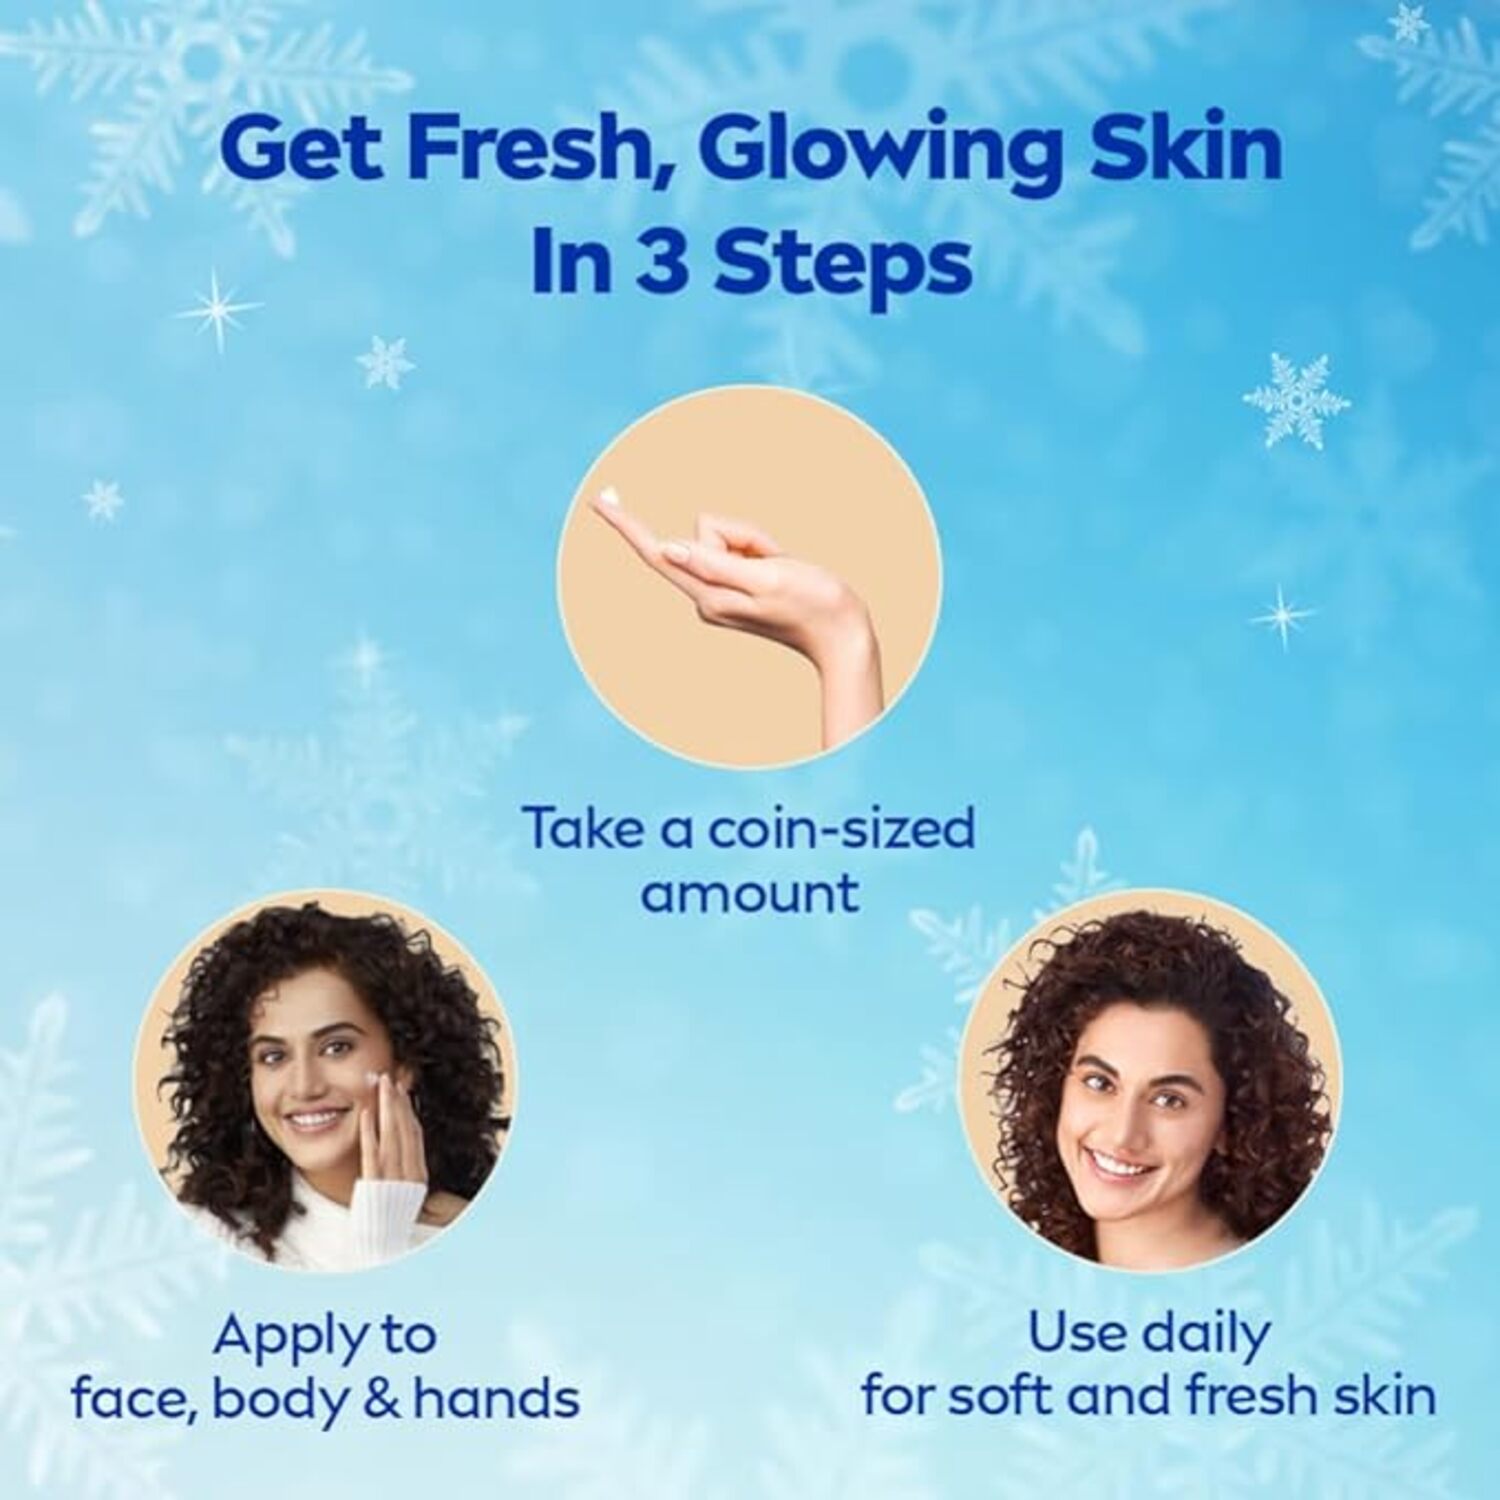 Get Fresh, Glowing Skin
In 3 Steps
Take a coin-sized
amount
Apply to
face, body & hands
Use daily
for soft and fresh skin